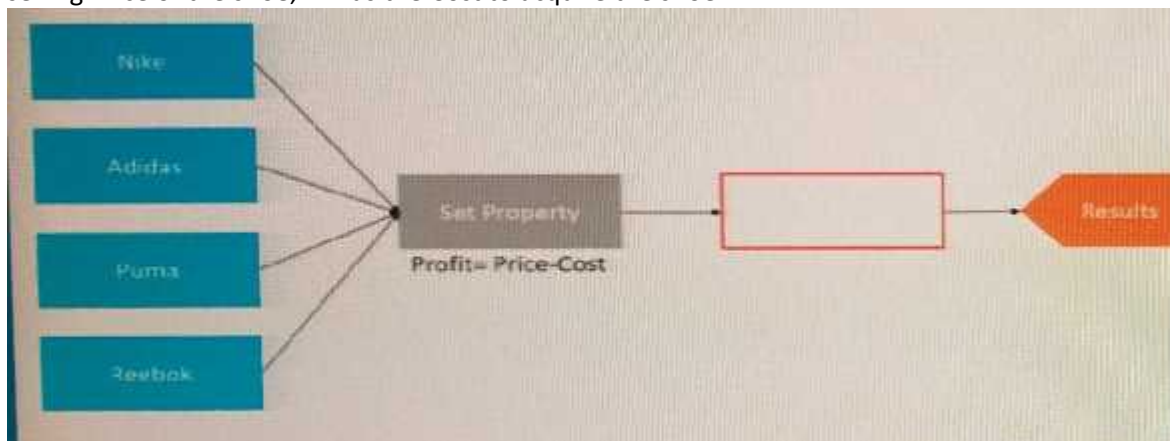 Nike
Adidas
Puma
Reebok
Set Property
Profit= Price-Cost
Results